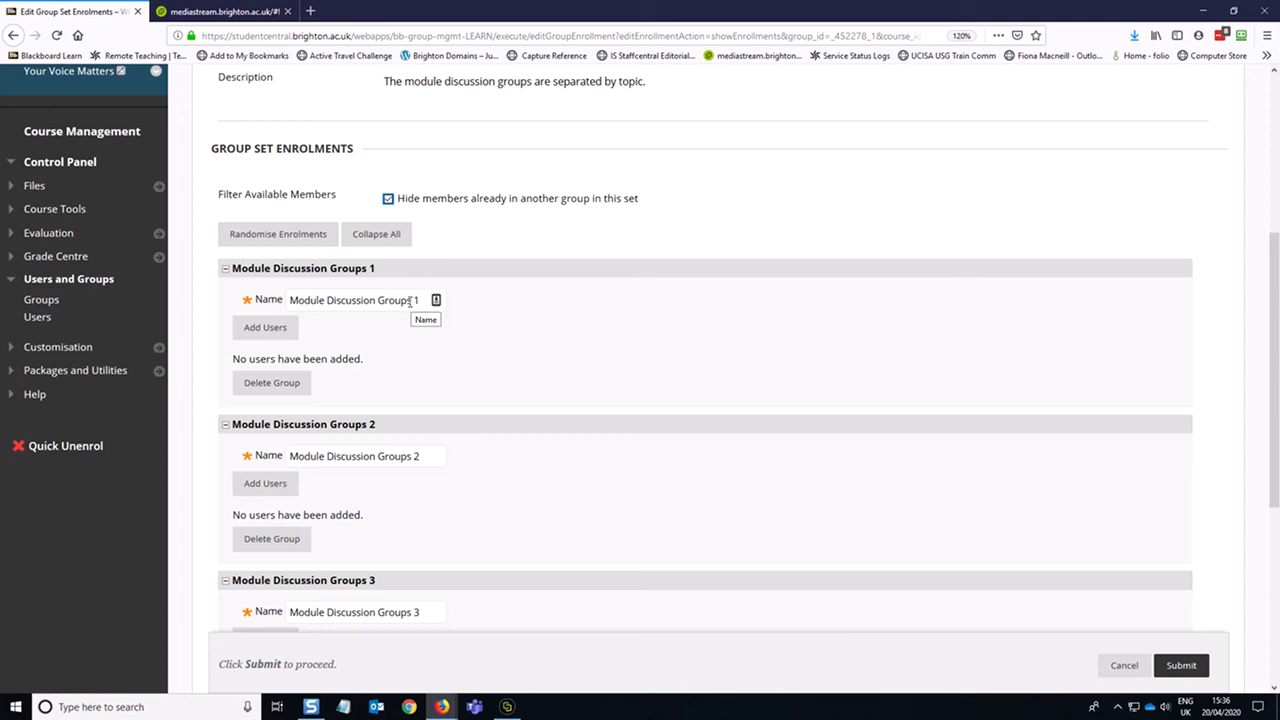 Edit Group Set Enrolments – W
mediastream.brighton.ac.uk/#!
https://studentcentral.brighton.ac.uk/webapps/bb-group-mgmt-LEARN/execute/editGroupEnrollment?editEnrollmentAction=showEnrollments&group_id=_452278_1&course_
120%
Blackboard Learn
Remote Teaching |...
Add to My Bookmarks
Active Travel Challenge
Brighton Domains – Ju...
Capture Reference
IS Staffcentral Editorial...
mediastream.brighton...
Service Status Logs
UCISA USG Train Comm
Fiona Macneill - Outlo...
Home - folio
Computer Store
Your Voice Matters
Course Management
Control Panel
Files
Course Tools
Evaluation
Grade Centre
Users and Groups
Groups
Users
Customisation
Packages and Utilities
Help
Quick Unenrol
Description
The module discussion groups are separated by topic.
GROUP SET ENROLMENTS
Filter Available Members
Hide members already in another group in this set
Randomise Enrolments
Collapse All
Module Discussion Groups 1
Name
Module Discussion Groups 1
Name
Add Users
No users have been added.
Delete Group
Module Discussion Groups 2
Name
Module Discussion Groups 2
Add Users
No users have been added.
Delete Group
Module Discussion Groups 3
Name
Module Discussion Groups 3
Click Submit to proceed.
Cancel
Submit
Type here to search
ENG
UK
15:36
20/04/2020